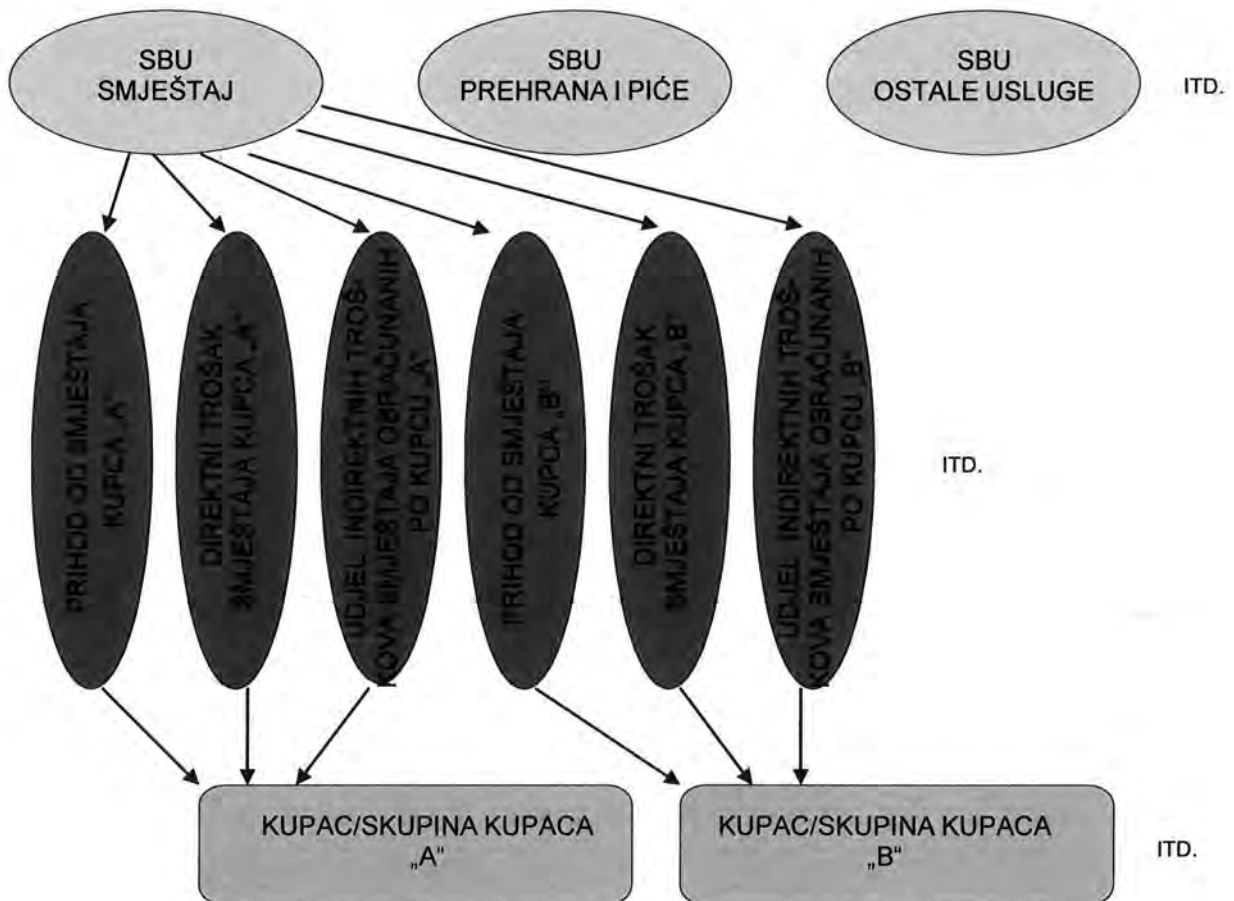 SBU
SMJEŠTAJ
SBU
PREHRANA I PIĆE
SBU
OSTALE USLUGE
ITD.
PRIHOD OD SMJEŠTAJA
KUPCA „A“
DIREKTNI TROŠAK
SMJEŠTAJA KUPCA „A“
UDJEL INDIREKTNIH TROŠ-
KOVA SMJEŠTAJA OBRAČUNANIH
PO KUPCU „A“
PRIHOD OD SMJEŠTAJA
KUPCA „B“
DIREKTNI TROŠAK
SMJEŠTAJA KUPCA „B“
UDJEL INDIREKTNIH TROŠ-
KOVA SMJEŠTAJA OBRAČUNANIH
PO KUPCU „B“
ITD.
KUPAC/SKUPINA KUPACA
„A“
KUPAC/SKUPINA KUPACA
„B“
ITD.